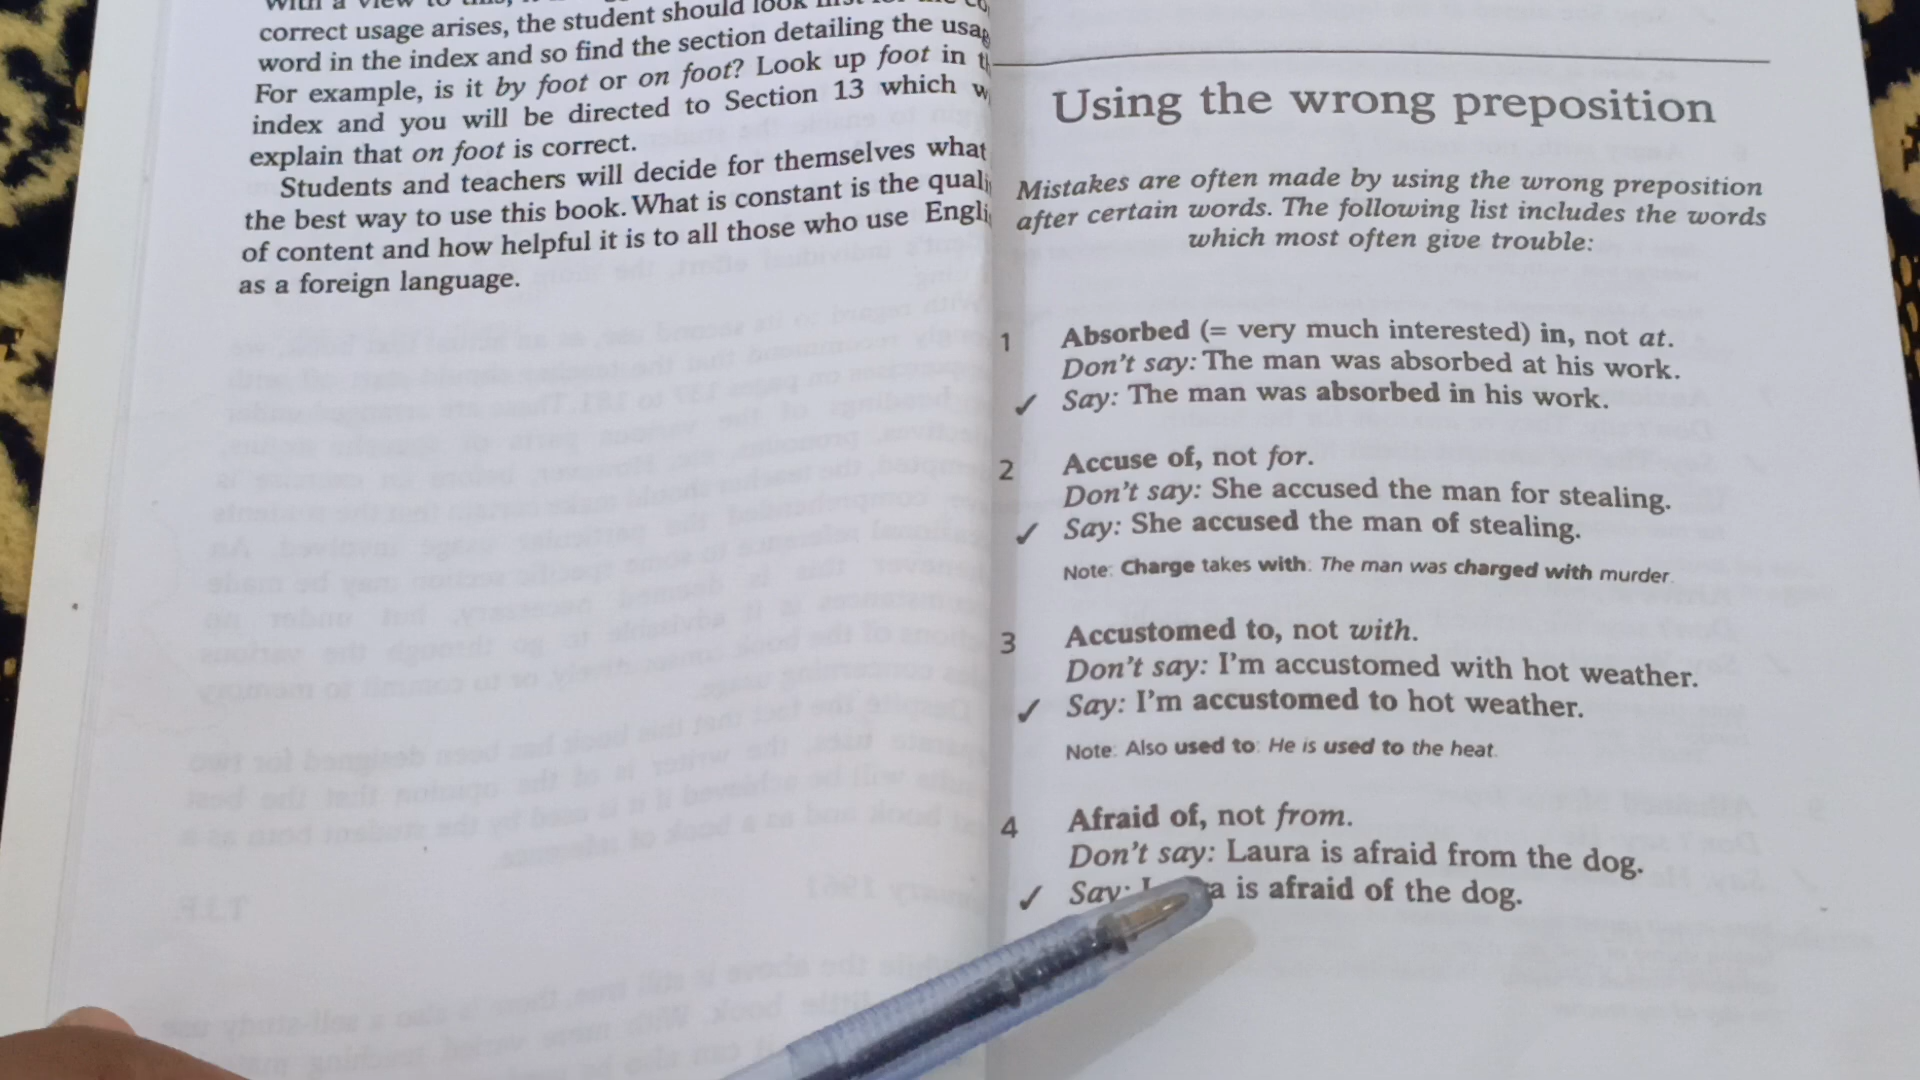 With a view to this,
correct usage arises, the student should look
word in the index and so find the section detailing the
For example, is it by foot or on foot? Look up foot in
index and you will be directed to Section 13 which
explain that on foot is correct.
Students and teachers will decide for themselves what
the best way to use this book. What is constant is the
of content and how helpful it is to all those who use
as a foreign language.
Using the wrong preposition
Mistakes are often made by using the wrong preposition
after certain words. The following list includes the words
which most often give trouble:
1 Absorbed (= very much interested) in, not at.
Don't say: The man was absorbed at his work.
✓ Say: The man was absorbed in his work.
2 Accuse of, not for.
Don't say: She accused the man for stealing.
✓ Say: She accused the man of stealing.
Note: Charge takes with: The man was charged with murder.
3 Accustomed to, not with.
Don't say: I'm accustomed with hot weather.
✓ Say: I'm accustomed to hot weather.
Note: Also used to: He is used to the heat.
4 Afraid of, not from.
Don't say: Laura is afraid from the dog.
✓ Say: is afraid of the dog.